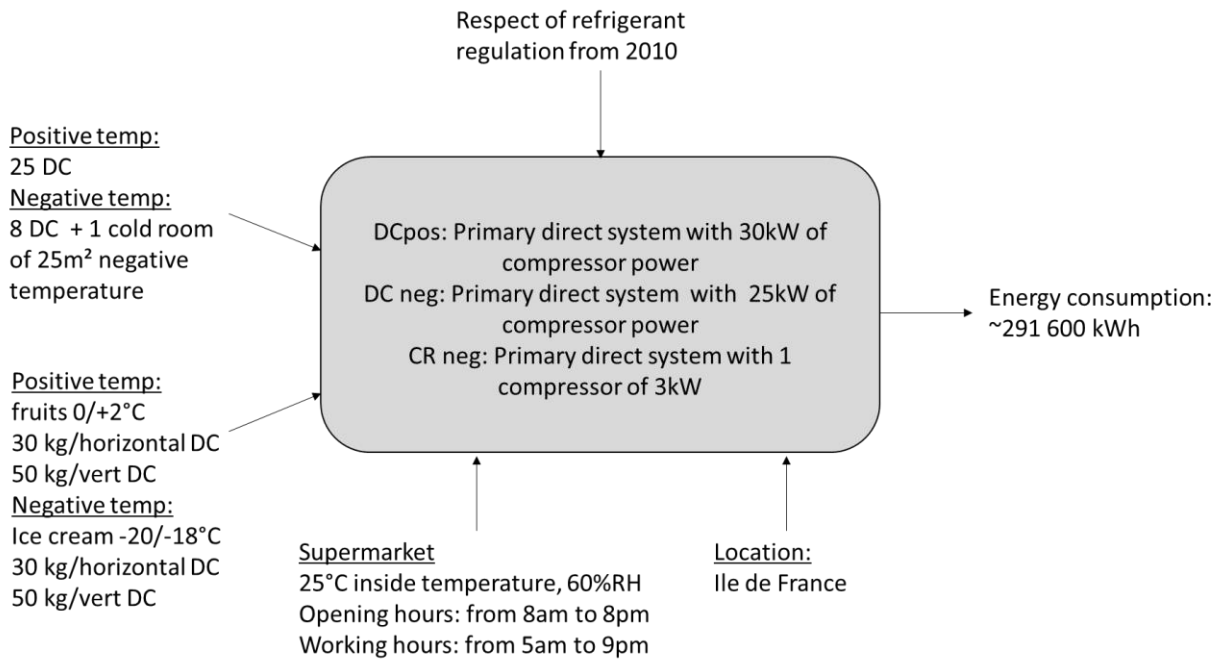 Respect of refrigerant
regulation from 2010
Positive temp:
25 DC
Negative temp:
8 DC + 1 cold room
of 25m² negative
temperature
DCpos: Primary direct system with 30kW of
compressor power
DC neg: Primary direct system with 25kW of
compressor power
CR neg: Primary direct system with 1
compressor of 3kW
Energy consumption:
~291 600 kWh
Positive temp:
fruits 0/+2°C
30 kg/horizontal DC
50 kg/vert DC
Negative temp:
Ice cream -20/-18°C
30 kg/horizontal DC
50 kg/vert DC
Supermarket
25°C inside temperature, 60%RH
Opening hours: from 8am to 8pm
Working hours: from 5am to 9pm
Location:
Ile de France